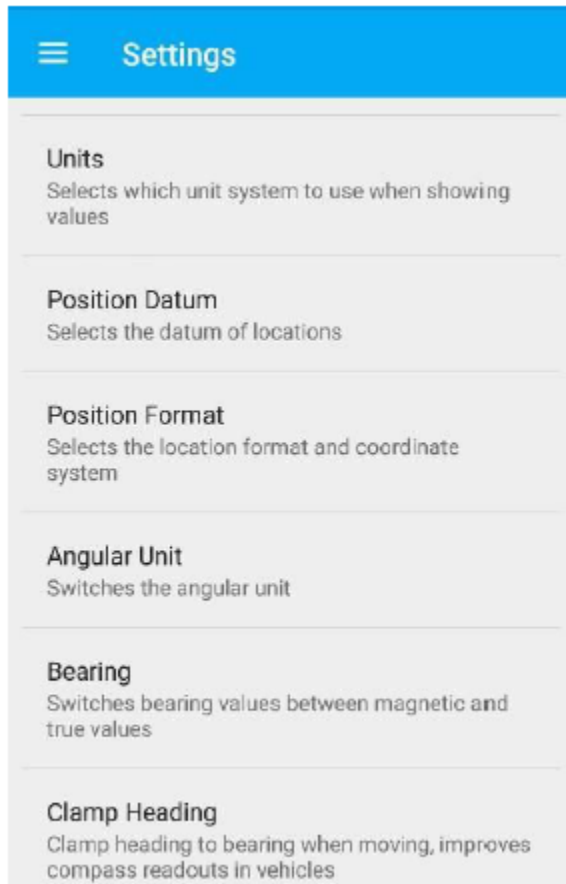 Settings
Units
Selects which unit system to use when showing
values
Position Datum
Selects the datum of locations
Position Format
Selects the location format and coordinate
system
Angular Unit
Switches the angular unit
Bearing
Switches bearing values between magnetic and
true values
Clamp Heading
Clamp heading to bearing when moving, improves
compass readouts in vehicles